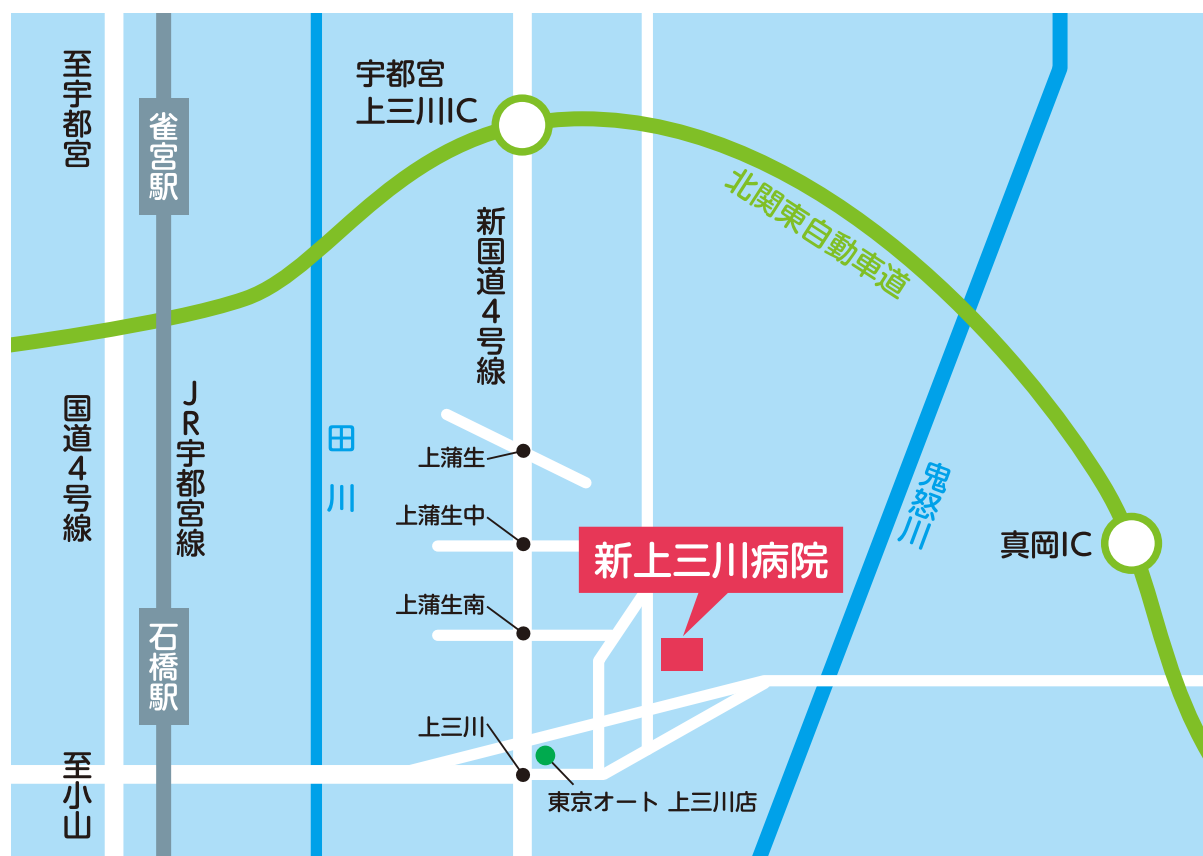 至宇都宮
雀宮駅
宇都宮
上三川IC
北関東自動車道
新国道4号線
国道4号線
JR宇都宮線
田川
上蒲生
上蒲生中
上蒲生南
新上三川病院
鬼怒川
真岡IC
石橋駅
上三川
至小山
東京オート 上三川店